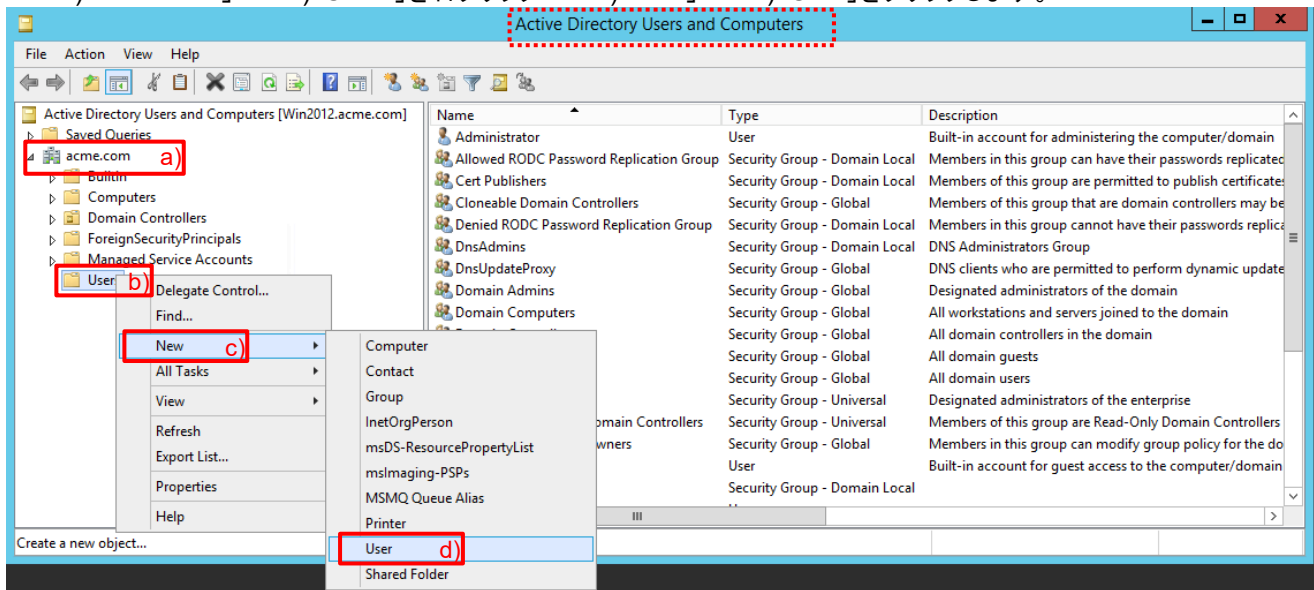 Active Directory Users and Computers
File Action View Help
Active Directory Users and Computers [Win2012.acme.com]
Saved Queries
acme.com a)
Builtin
Computers
Domain Controllers
ForeignSecurityPrincipals
Managed Service Accounts
User b)
Delegate Control...
Find...
New c)
All Tasks
View
Refresh
Export List...
Properties
Help
Computer
Contact
Group
InetOrgPerson
msDS-ResourcePropertyList
msImaging-PSPs
MSMQ Queue Alias
Printer
User d)
Shared Folder
Name Type Description
Administrator User Built-in account for administering the computer/domain
Allowed RODC Password Replication Group Security Group - Domain Local Members in this group can have their passwords replicated
Cert Publishers Security Group - Domain Local Members of this group are permitted to publish certificates
Cloneable Domain Controllers Security Group - Global Members of this group that are domain controllers may be
Denied RODC Password Replication Group Security Group - Domain Local Members in this group cannot have their passwords replica
DnsAdmins Security Group - Domain Local DNS Administrators Group
DnsUpdateProxy Security Group - Global DNS clients who are permitted to perform dynamic update
Domain Admins Security Group - Global Designated administrators of the domain
Domain Computers Security Group - Global All workstations and servers joined to the domain
Security Group - Global All domain controllers in the domain
Security Group - Global All domain guests
Security Group - Global All domain users
Security Group - Universal Designated administrators of the enterprise
omain Controllers Security Group - Universal Members of this group are Read-Only Domain Controllers
wners Security Group - Global Members in this group can modify group policy for the do
User Built-in account for guest access to the computer/domain
Security Group - Domain Local
Create a new object...